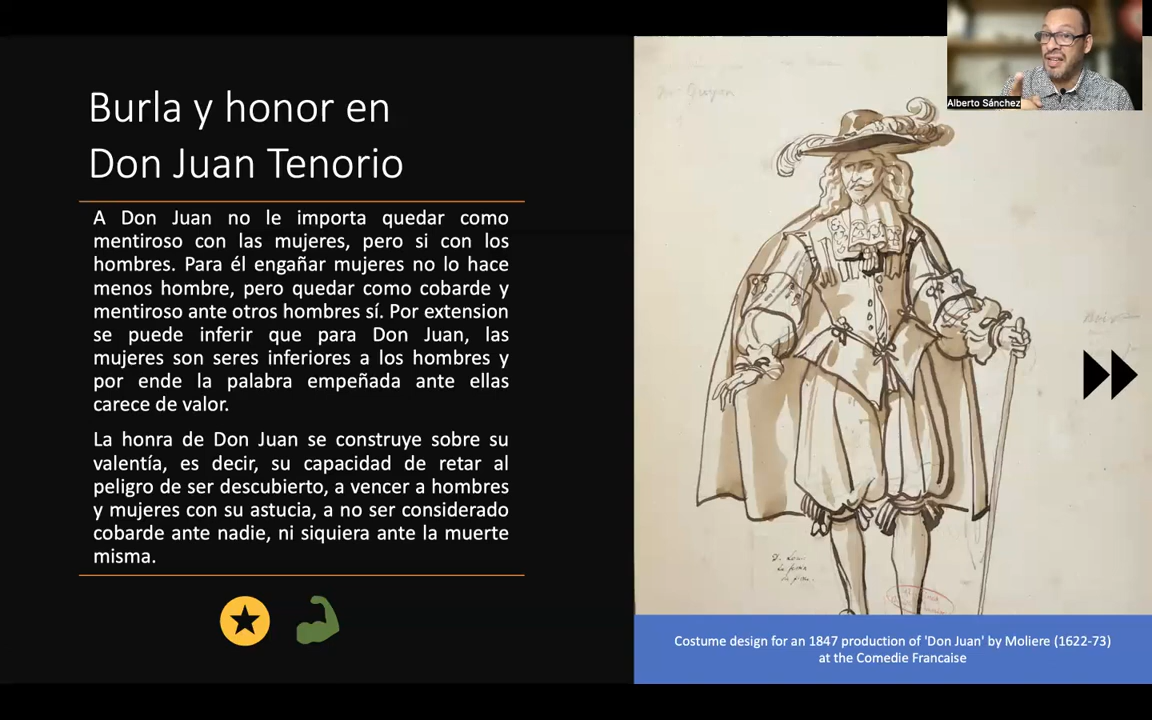 Burla y honor en
Don Juan Tenorio
A Don Juan no le importa quedar como
mentiroso con las mujeres, pero si con los
hombres. Para él engañar mujeres no lo hace
menos hombre, pero quedar como cobarde y
mentiroso ante otros hombres sí. Por extension
se puede inferir que para Don Juan, las
mujeres son seres inferiores a los hombres y
por ende la palabra empeñada ante ellas
carece de valor.
La honra de Don Juan se construye sobre su
valentía, es decir, su capacidad de retar al
peligro de ser descubierto, a vencer a hombres
y mujeres con su astucia, a no ser considerado
cobarde ante nadie, ni siquiera ante la muerte
misma.
Alberto Sánchez
Costume design for an 1847 production of 'Don Juan' by Moliere (1622-73)
at the Comedie Francaise